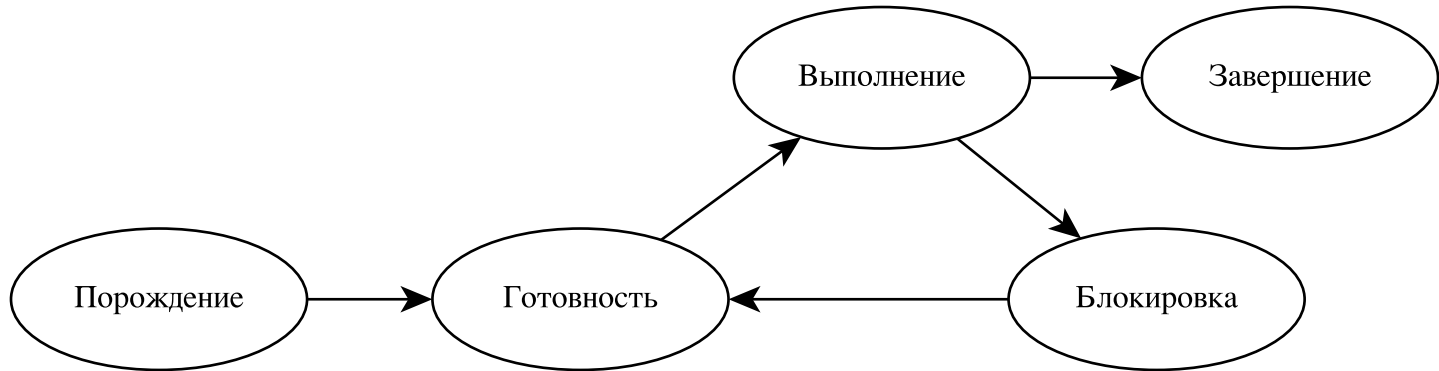 Выполнение
Завершение
Порождение
Готовность
Блокировка